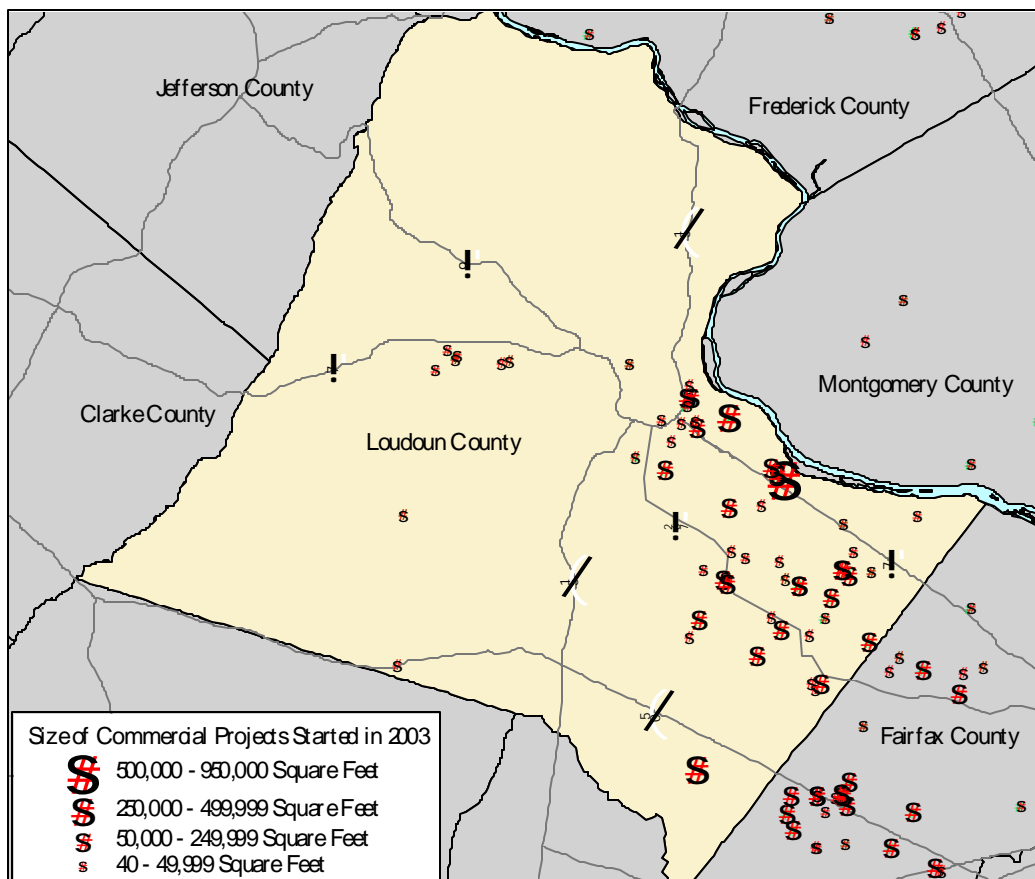 Jefferson County
Frederick County
Montgomery County
Clarke County
Loudoun County
Fairfax County
Size of Commercial Projects Started in 2003
500,000 - 950,000 Square Feet
250,000 - 499,999 Square Feet
50,000 - 249,999 Square Feet
40 - 49,999 Square Feet